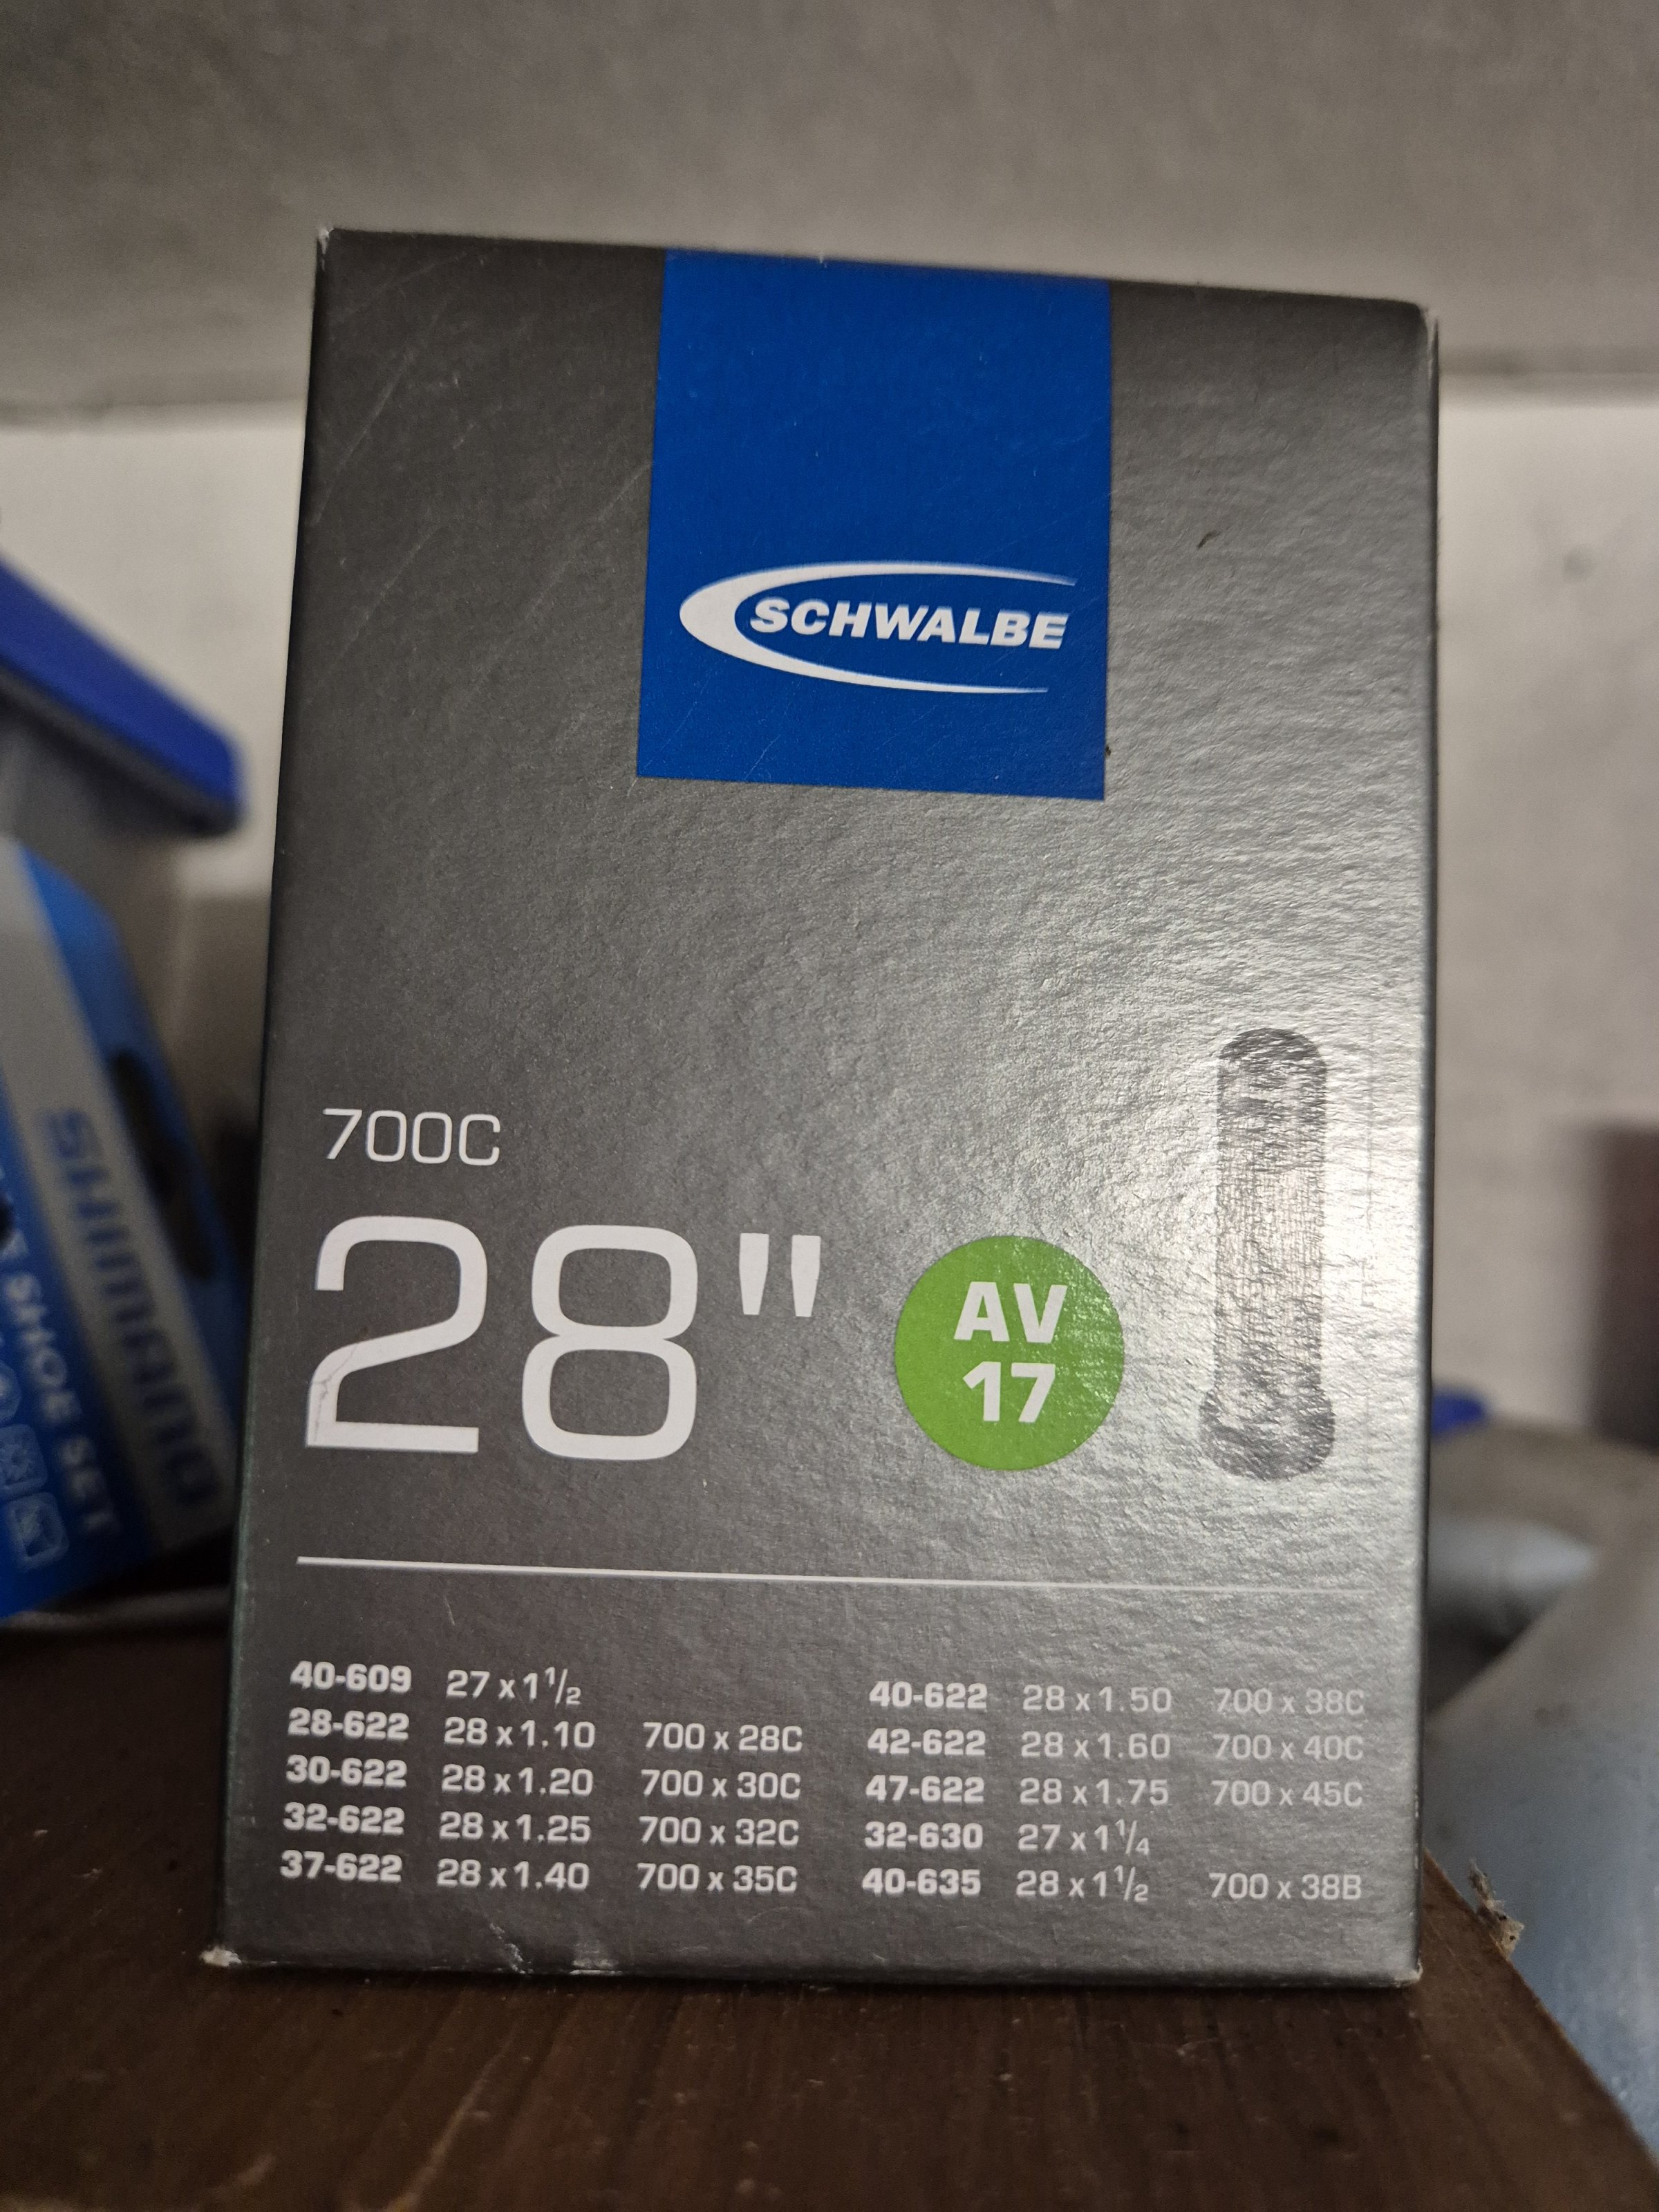 SCHWALBE
700C
28"
AV
17
40-609 27 x 1 1/2
28-622 28 x 1.10 700 x 28C
30-622 28 x 1.20 700 x 30C
32-622 28 x 1.25 700 x 32C
37-622 28 x 1.40 700 x 35C
40-622 28 x 1.50 700 x 38C
42-622 28 x 1.60 700 x 40C
47-622 28 x 1.75 700 x 45C
32-630 27 x 1 1/4
40-635 28 x 1 1/2 700 x 38B
SHIMANO
SHOE SET